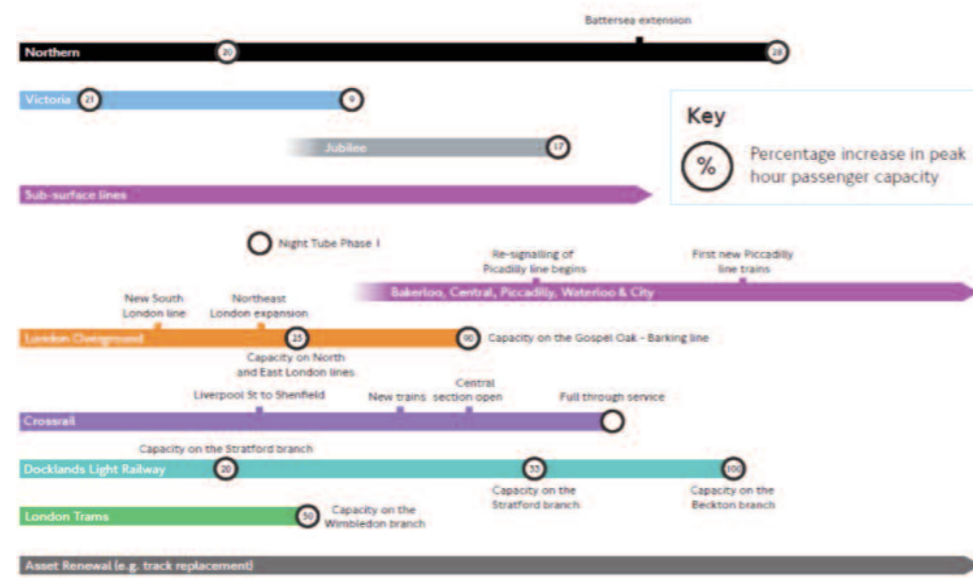 Battersea extension
Northern
20
28
Victoria
21
9
Jubilee
17
Key
%
Percentage increase in peak
hour passenger capacity
Sub-surface lines
Night Tube Phase 1
Re-signalling of
Picadilly line begins
First new Piccadilly
line trains
Bakerloo, Central, Piccadilly, Waterloo & City
New South
London line
Northeast
London expansion
London Overground
25
90
Capacity on the Gospel Oak - Barking line
Capacity on North
and East London lines
Liverpool St to Shenfield
New trains
Central
section open
Full through service
Crossrail
Capacity on the Stratford branch
Docklands Light Railway
20
33
100
Capacity on the
Stratford branch
Capacity on the
Beckton branch
London Trams
50
Capacity on the
Wimbledon branch
Asset Renewal (e.g. track replacement)